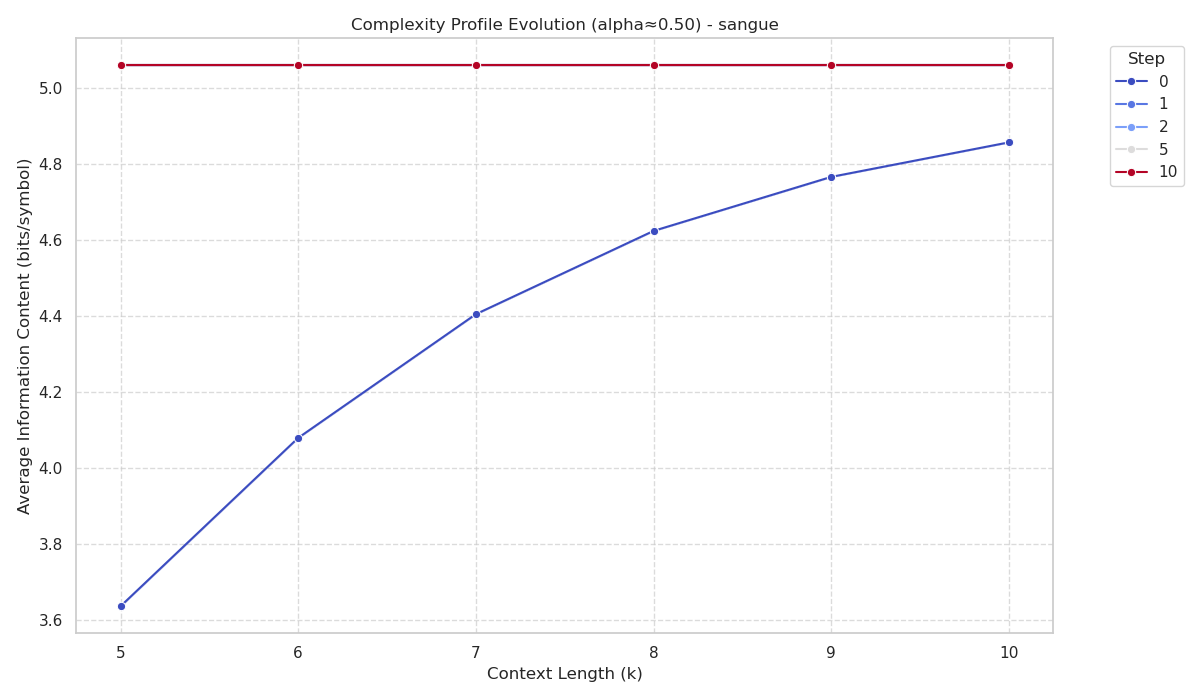 Complexity Profile Evolution (alpha≈0.50) - sangue
Average Information Content (bits/symbol)
5.0
4.8
4.6
4.4
4.2
4.0
3.8
3.6
5 6 7 8 9 10
Context Length (k)
Step
0
1
2
5
10